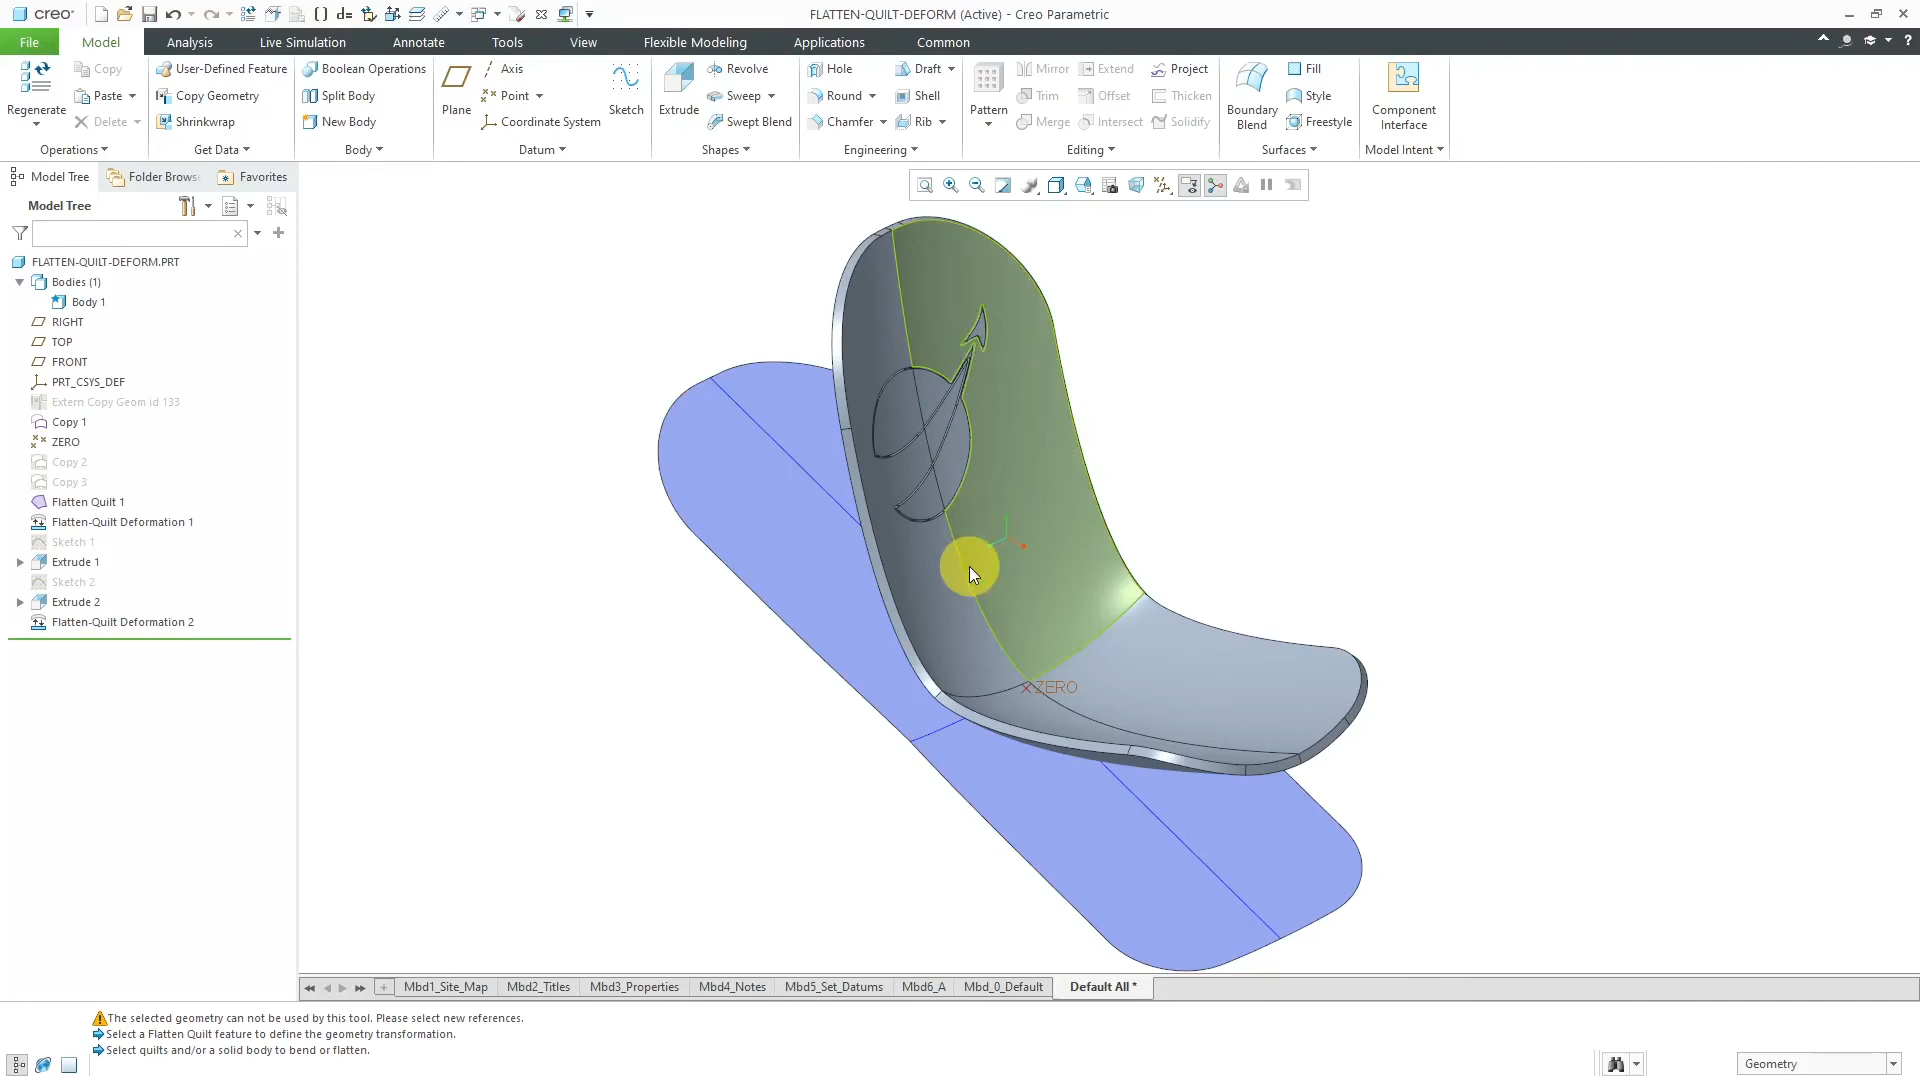 creo
FLATTEN-QUILT-DEFORM (Active) - Creo Parametric
File Model Analysis Live Simulation Annotate Tools View Flexible Modeling Applications Common
Regenerate
Copy
Paste
Delete
Operations
User-Defined Feature
Copy Geometry
Shrinkwrap
Get Data
Boolean Operations
Split Body
New Body
Body
Plane
Axis
Point
Coordinate System
Sketch
Datum
Extrude
Revolve
Sweep
Swept Blend
Shapes
Hole
Round
Chamfer
Draft
Shell
Rib
Engineering
Pattern
Mirror
Trim
Merge
Extend
Offset
Intersect
Project
Thicken
Solidify
Editing
Boundary
Blend
Fill
Style
Freestyle
Surfaces
Component
Interface
Model Intent
Model Tree Folder Brows Favorites
Model Tree
FLATTEN-QUILT-DEFORM.PRT
Bodies (1)
Body 1
RIGHT
TOP
FRONT
PRT_CSYS_DEF
Extern Copy Geom id 133
Copy 1
ZERO
Copy 2
Copy 3
Flatten Quilt 1
Flatten-Quilt Deformation 1
Sketch 1
Extrude 1
Sketch 2
Extrude 2
Flatten-Quilt Deformation 2
ZERO
Mbd1_Site_Map Mbd2_Titles Mbd3_Properties Mbd4_Notes Mbd5_Set_Datums Mbd6_A Mbd_0_Default Default All *
The selected geometry can not be used by this tool. Please select new references.
Select a Flatten Quilt feature to define the geometry transformation.
Select quilts and/or a solid body to bend or flatten.
Geometry